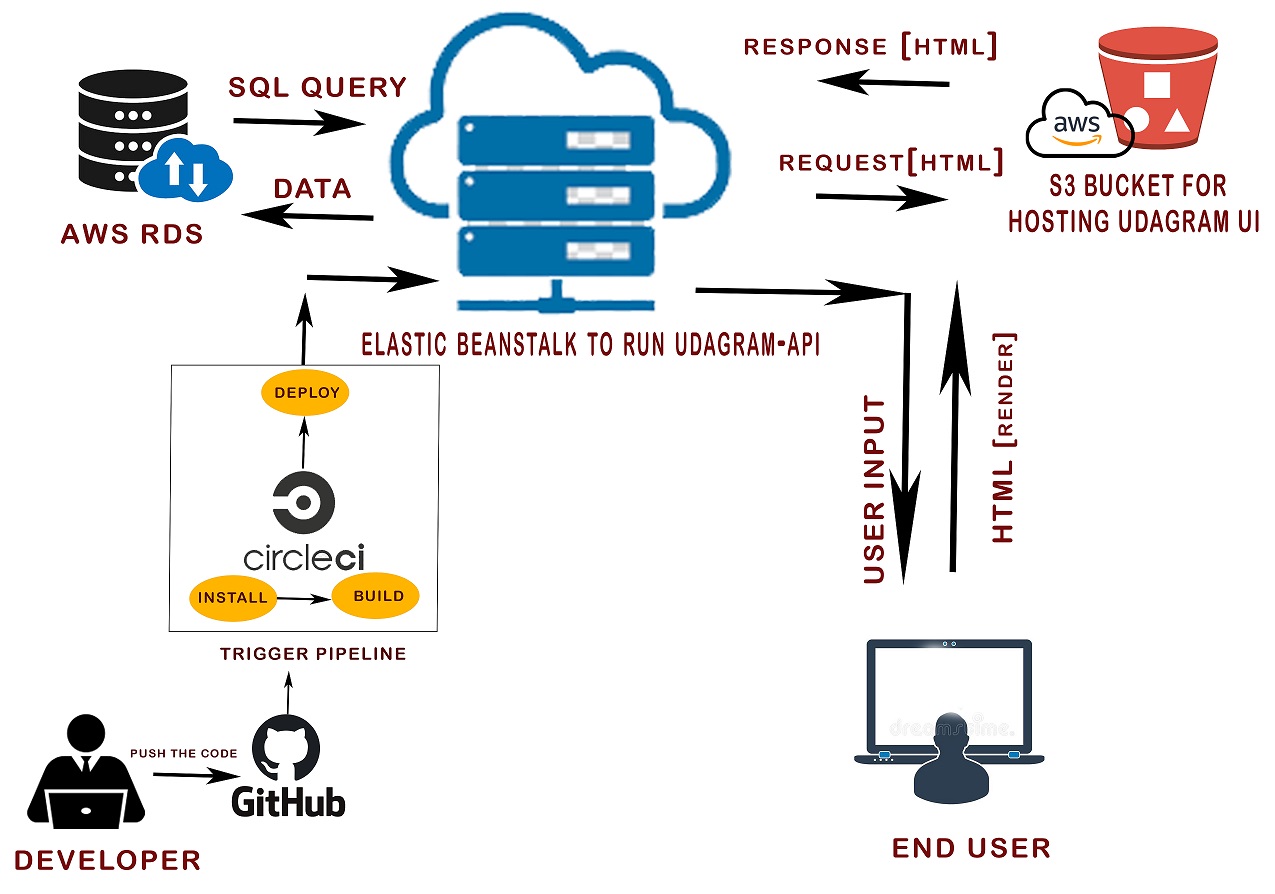 RESPONSE [HTML]
SQL QUERY
aws
REQUEST[HTML]
DATA
S3 BUCKET FOR
HOSTING UDAGRAM UI
AWS RDS
ELASTIC BEANSTALK TO RUN UDAGRAM-API
DEPLOY
USER INPUT
HTML [RENDER]
circleci
INSTALL
BUILD
TRIGGER PIPELINE
dreamstime.
PUSH THE CODE
GitHub
DEVELOPER
END USER